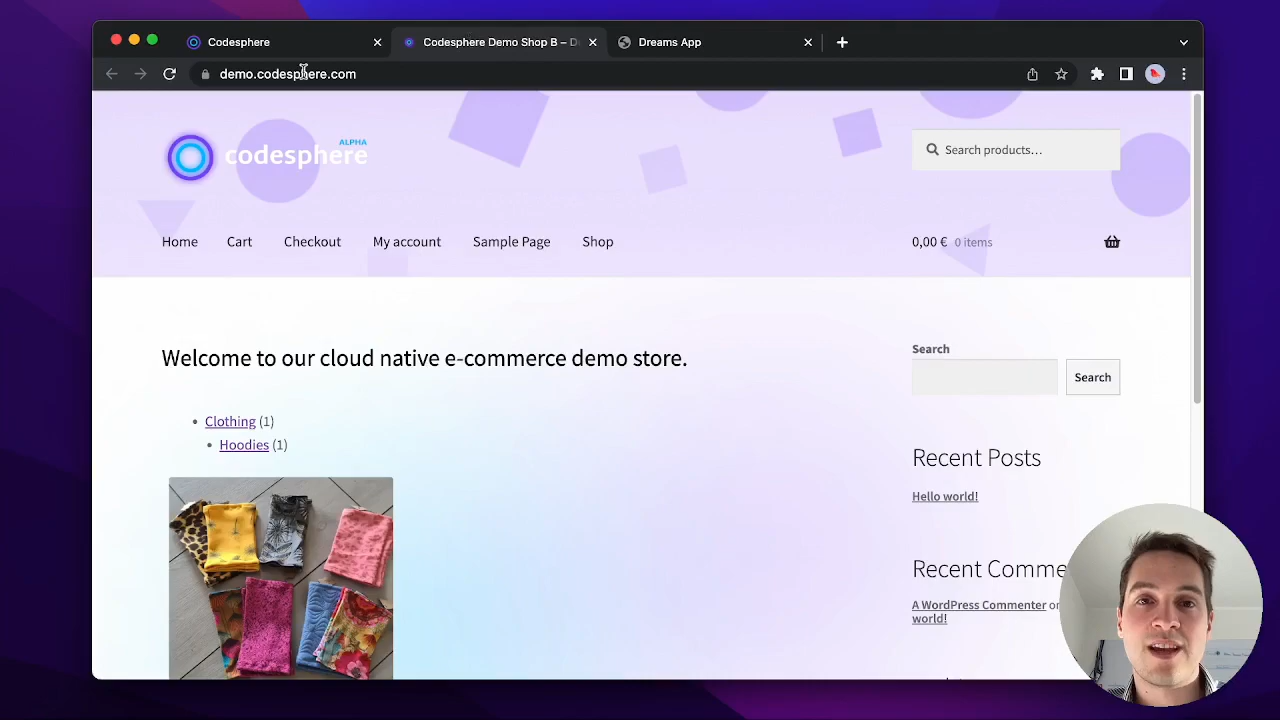 Codesphere
Codesphere Demo Shop B – D
Dreams App
demo.codesphere.com
ALPHA
codesphere
Search products…
Home
Cart
Checkout
My account
Sample Page
Shop
0,00 € 0 items
Welcome to our cloud native e-commerce demo store.
Clothing (1)
Hoodies (1)
Search
Search
Recent Posts
Hello world!
Recent Comme
A WordPress Commenter on
world!